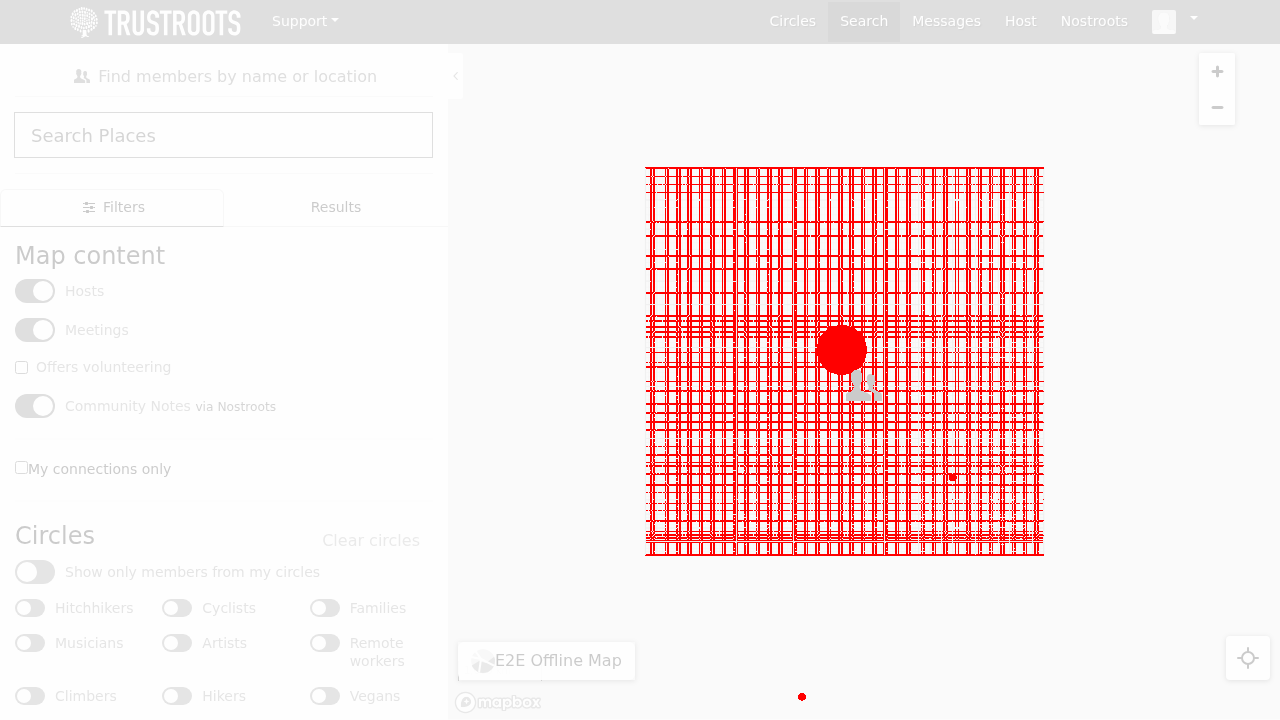 TRUSTROOTS
Support
Circles
Search
Messages
Host
Nostroots
Find members by name or location
Search Places
Filters
Results
Map content
Hosts
Meetings
Offers volunteering
Community Notes via Nostroots
My connections only
Circles
Clear circles
Show only members from my circles
Hitchhikers
Cyclists
Families
Musicians
Artists
Remote
workers
Climbers
Hikers
Vegans
E2E Offline Map
mapbox